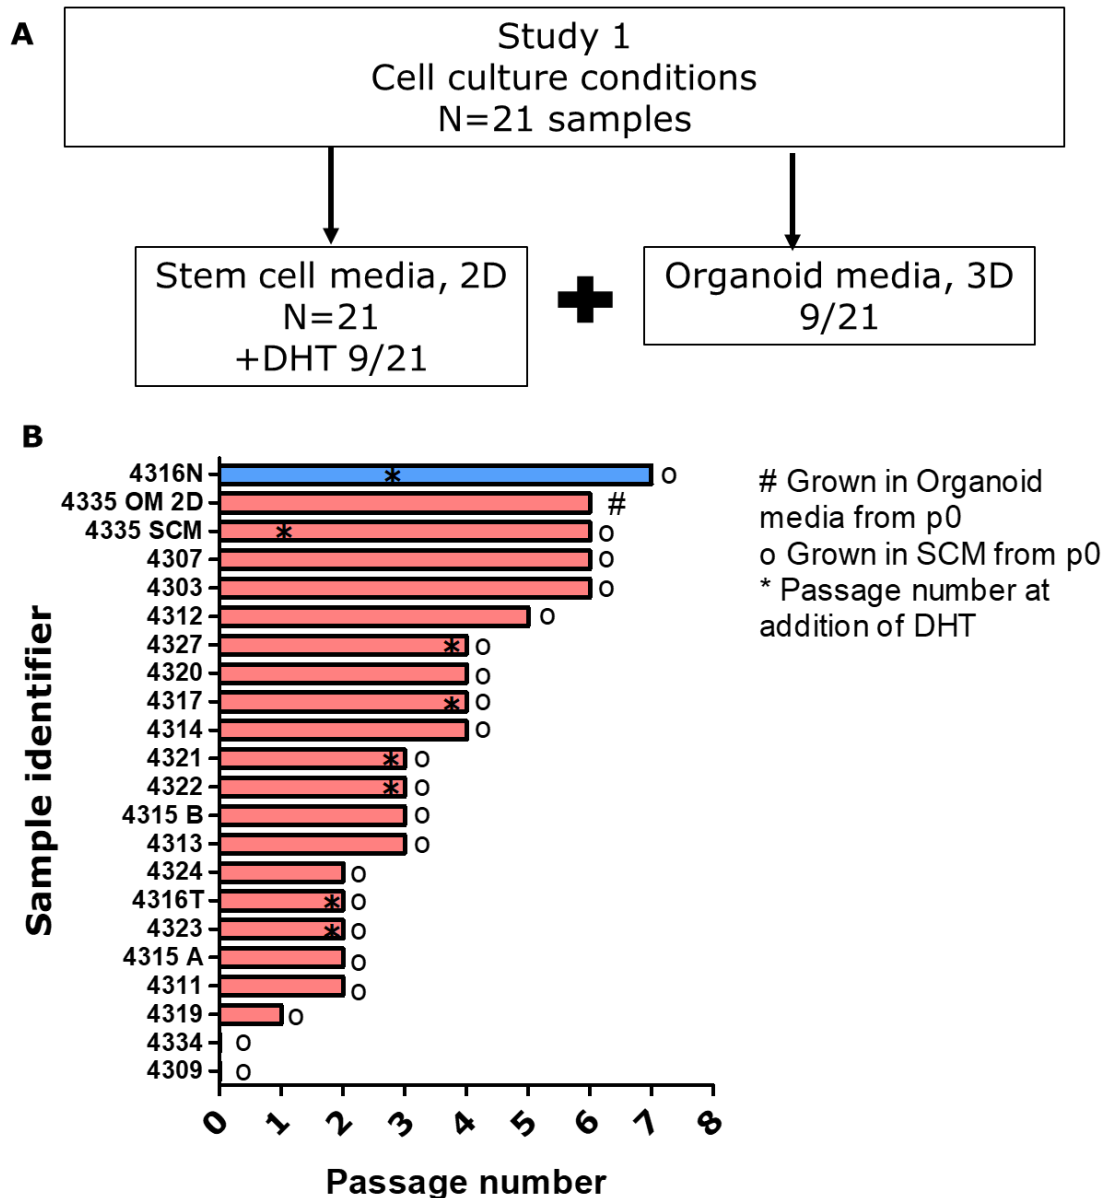 A
Study 1
Cell culture conditions
N=21 samples
Stem cell media, 2D
N=21
+DHT 9/21
Organoid media, 3D
9/21
B
4316N * o
4335 OM 2D #
4335 SCM * o
4307 o
4303 o
4312 o
4327 * o
4320 o
4317 * o
4314 o
4321 * o
4322 * o
4315 B o
4313 o
4324 o
4316T * o
4323 * o
4315 A o
4311 o
4319 o
4334 o
4309 o
Sample identifier
0 1 2 3 4 5 6 7 8
Passage number
# Grown in Organoid
media from p0
o Grown in SCM from p0
* Passage number at
addition of DHT